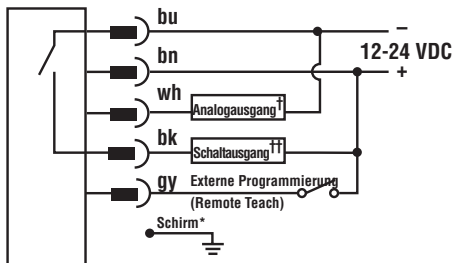 bu
–
12-24 VDC
bn
+
wh
Analogausgang†
bk
Schaltausgang††
gy
Externe Programmierung
(Remote Teach)
Schirm*